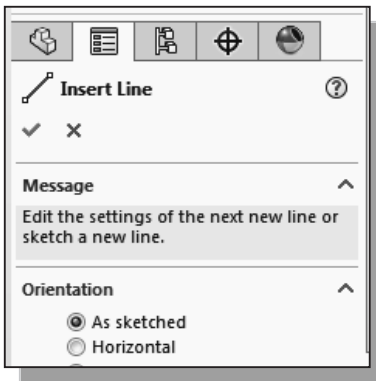 Insert Line
?
Message
Edit the settings of the next new line or
sketch a new line.
Orientation
As sketched
Horizontal